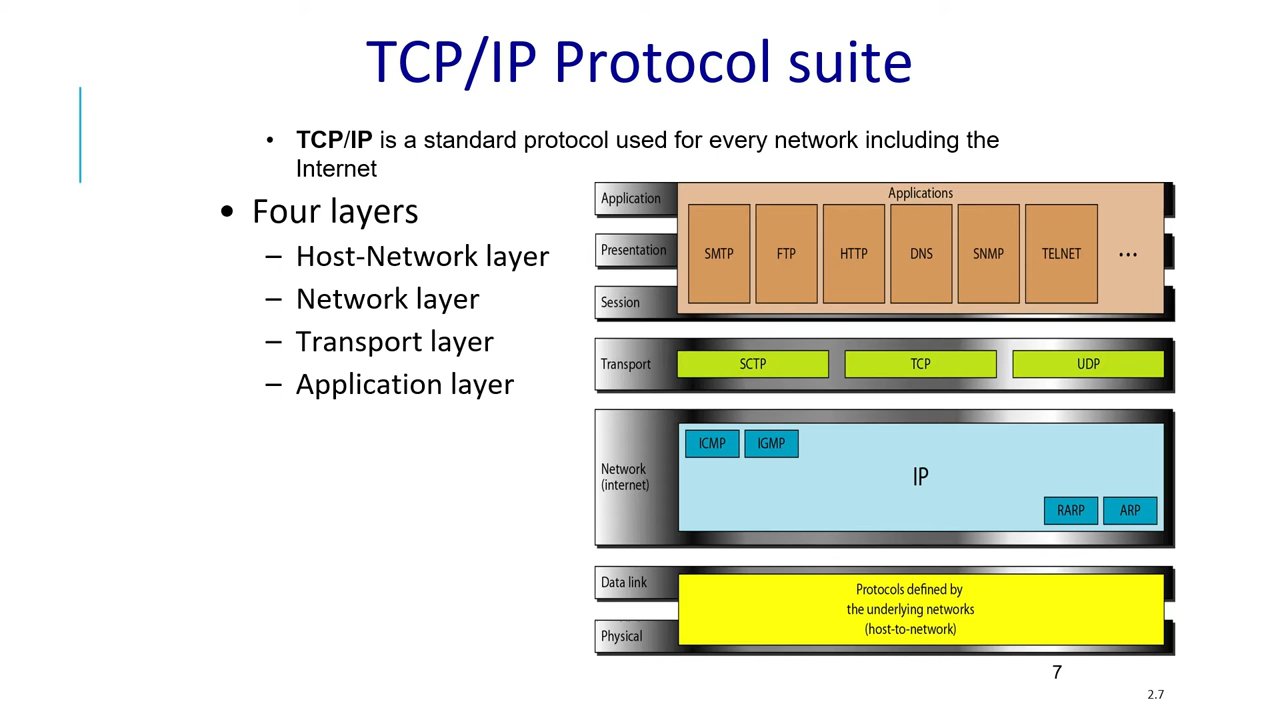 TCP/IP Protocol suite
• TCP/IP is a standard protocol used for every network including the
Internet
• Four layers
– Host-Network layer
– Network layer
– Transport layer
– Application layer
Application
Applications
Presentation
SMTP FTP HTTP DNS SNMP TELNET ...
Session
Transport
SCTP TCP UDP
Network
(internet)
ICMP IGMP
IP
RARP ARP
Data link
Physical
Protocols defined by
the underlying networks
(host-to-network)
7
2.7